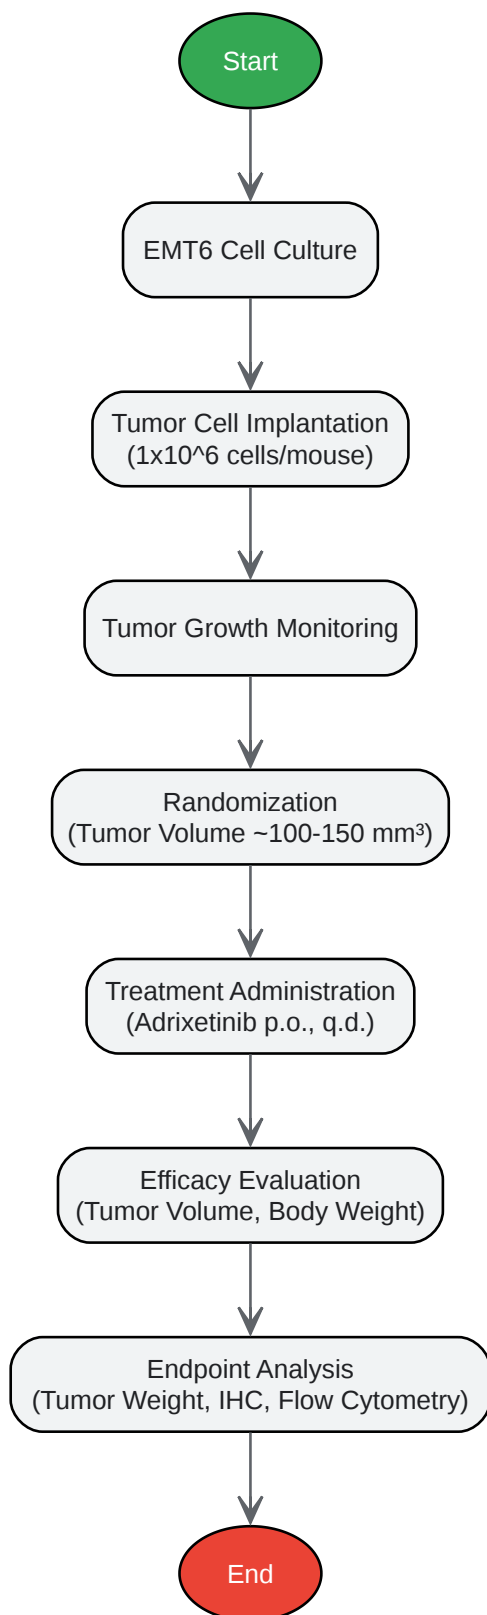 Start
EMT6 Cell Culture
Tumor Cell Implantation
(1x10^6 cells/mouse)
Tumor Growth Monitoring
Randomization
(Tumor Volume ~100-150 mm³)
Treatment Administration
(Adrixetinib p.o., q.d.)
Efficacy Evaluation
(Tumor Volume, Body Weight)
Endpoint Analysis
(Tumor Weight, IHC, Flow Cytometry)
End